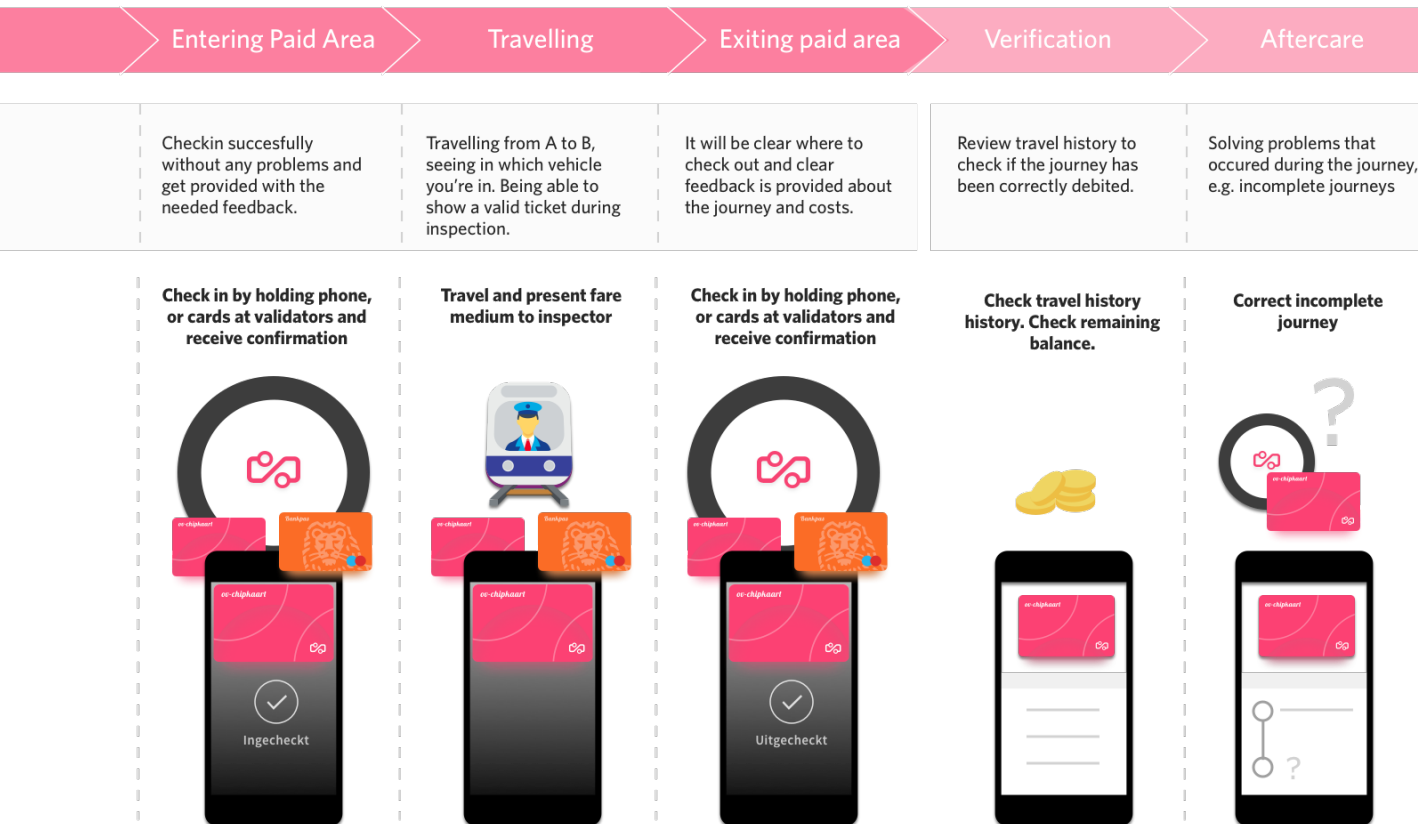 Entering Paid Area
Travelling
Exiting paid area
Verification
Aftercare
Checkin succesfully
without any problems and
get provided with the
needed feedback.
Travelling from A to B,
seeing in which vehicle
you're in. Being able to
show a valid ticket during
inspection.
It will be clear where to
check out and clear
feedback is provided about
the journey and costs.
Review travel history to
check if the journey has
been correctly debited.
Solving problems that
occured during the journey,
e.g. incomplete journeys
Check in by holding phone,
or cards at validators and
receive confirmation
Travel and present fare
medium to inspector
Check in by holding phone,
or cards at validators and
receive confirmation
Check travel history
history. Check remaining
balance.
Correct incomplete
journey
?
ov-chipkaart
Bankpas
ov-chipkaart
Bankpas
ov-chipkaart
Bankpas
ov-chipkaart
ov-chipkaart
Ingecheckt
ov-chipkaart
ov-chipkaart
Uitgecheckt
ov-chipkaart
ov-chipkaart
?